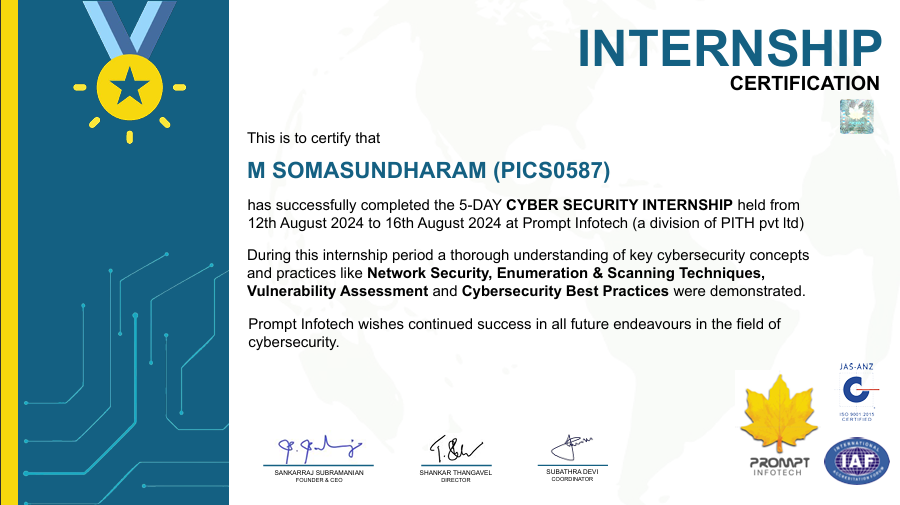 INTERNSHIP
CERTIFICATION
This is to certify that
M SOMASUNDHARAM (PICS0587)
has successfully completed the 5-DAY CYBER SECURITY INTERNSHIP held from
12th August 2024 to 16th August 2024 at Prompt Infotech (a division of PITH pvt ltd)
During this internship period a thorough understanding of key cybersecurity concepts
and practices like Network Security, Enumeration & Scanning Techniques,
Vulnerability Assessment and Cybersecurity Best Practices were demonstrated.
Prompt Infotech wishes continued success in all future endeavours in the field of
cybersecurity.
JAS-ANZ
ISO 9001:2015
CERTIFIED
PROMPT
INFOTECH
INTERNATIONAL
IAF
ACCREDITATION FORUM
SANKARRAJ SUBRAMANIAN
FOUNDER & CEO
SHANKAR THANGAVEL
DIRECTOR
SUBATHRA DEVI
COORDINATOR